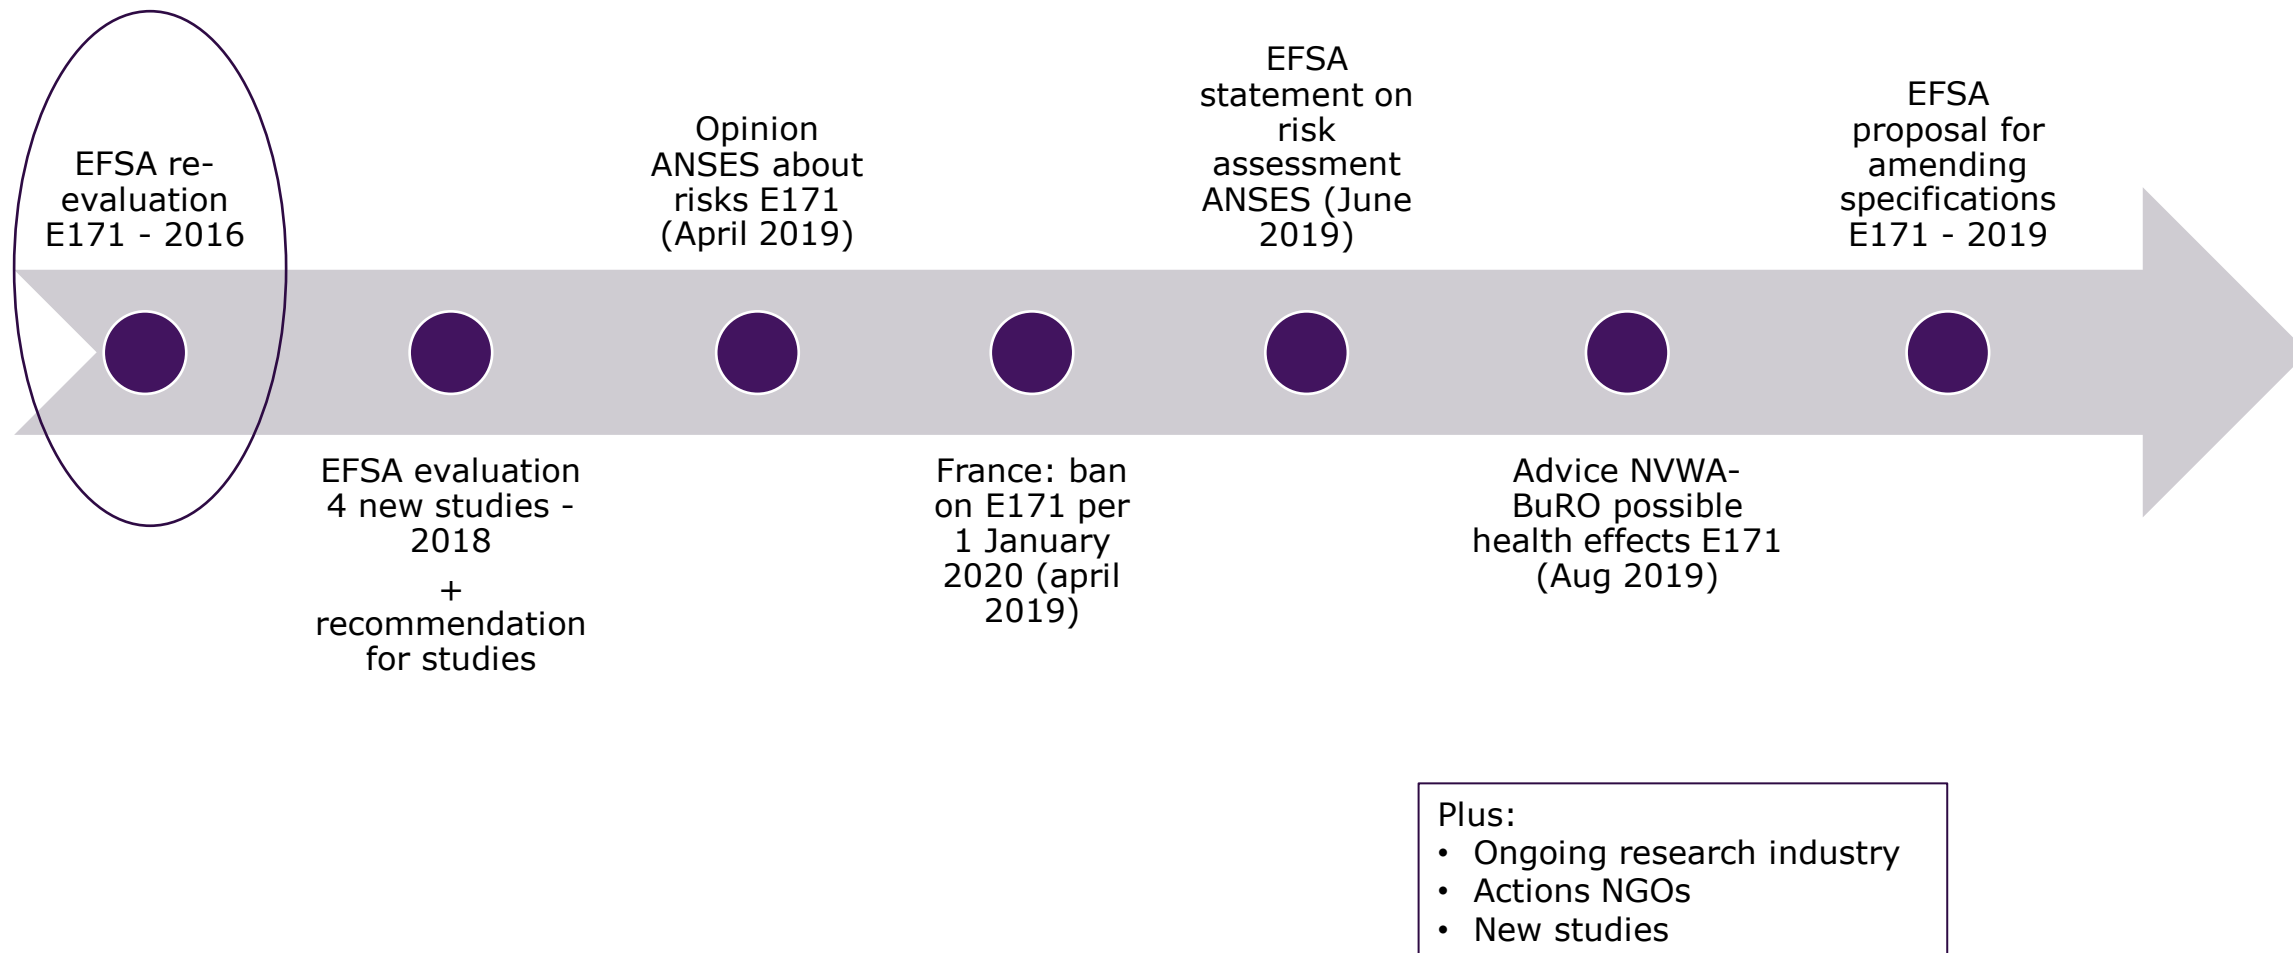 EFSA re-
evaluation
E171 - 2016
EFSA evaluation
4 new studies -
2018
+
recommendation
for studies
Opinion
ANSES about
risks E171
(April 2019)
France: ban
on E171 per
1 January
2020 (april
2019)
EFSA
statement on
risk
assessment
ANSES (June
2019)
Advice NVWA-
BuRO possible
health effects E171
(Aug 2019)
EFSA
proposal for
amending
specifications
E171 - 2019
Plus:
• Ongoing research industry
• Actions NGOs
• New studies